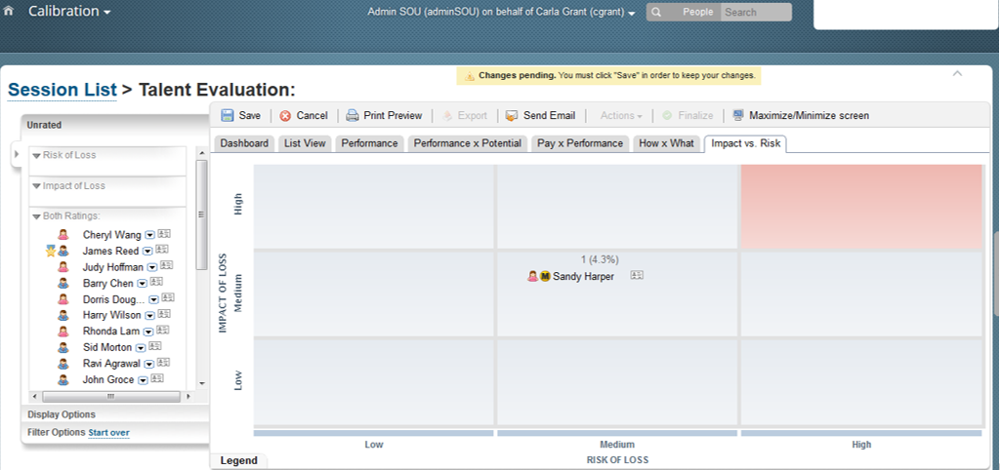 Calibration
Admin SOU (adminSOU) on behalf of Carla Grant (cgrant)
People
Search
Changes pending. You must click "Save" in order to keep your changes.
Session List > Talent Evaluation:
Unrated
Risk of Loss
Impact of Loss
Both Ratings:
Cheryl Wang
James Reed
Judy Hoffman
Barry Chen
Dorris Doug...
Harry Wilson
Rhonda Lam
Sid Morton
Ravi Agrawal
John Groce
Display Options
Filter Options Start over
Save
Cancel
Print Preview
Export
Send Email
Actions
Finalize
Maximize/Minimize screen
Dashboard
List View
Performance
Performance x Potential
Pay x Performance
How x What
Impact vs. Risk
IMPACT OF LOSS
High
Medium
Low
1 (4.3%)
M Sandy Harper
Low
Medium
High
RISK OF LOSS
Legend